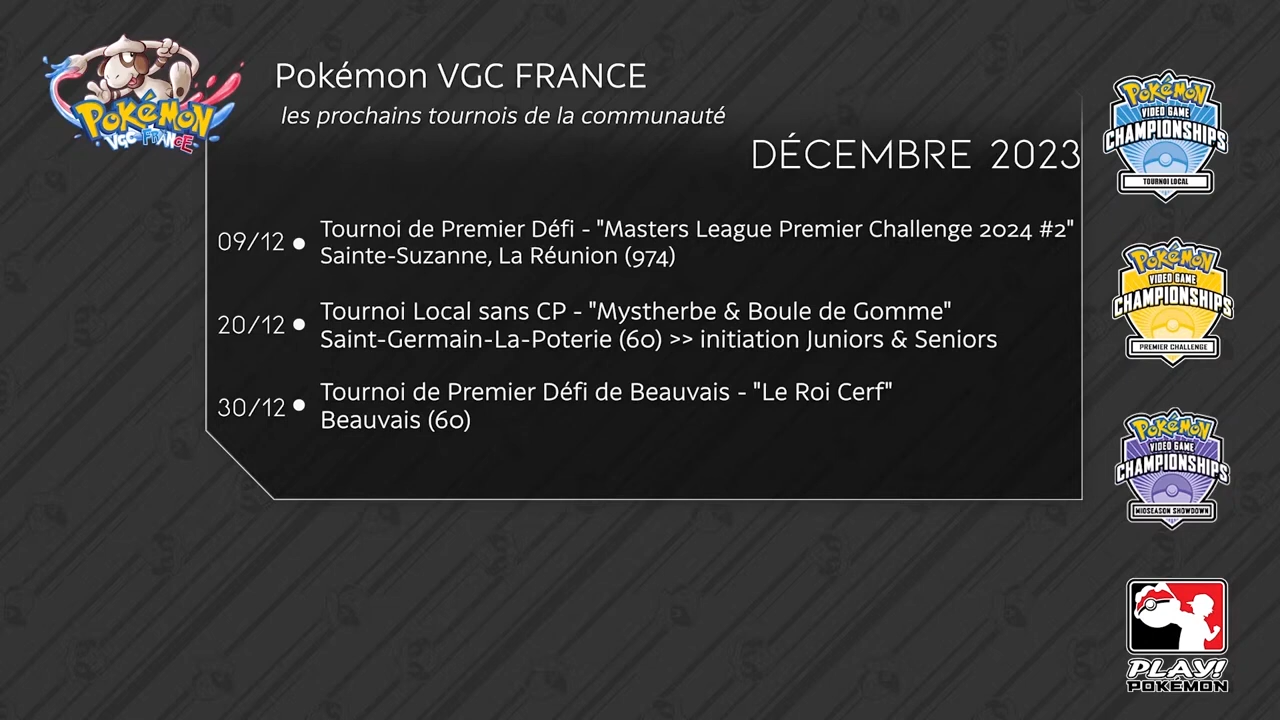 Pokémon
VGC FRANCE
Pokémon VGC FRANCE
les prochains tournois de la communauté
DÉCEMBRE 2023
09/12
Tournoi de Premier Défi - "Masters League Premier Challenge 2024 #2"
Sainte-Suzanne, La Réunion (974)
20/12
Tournoi Local sans CP - "Mystherbe & Boule de Gomme"
Saint-Germain-La-Poterie (60) >> initiation Juniors & Seniors
30/12
Tournoi de Premier Défi de Beauvais - "Le Roi Cerf"
Beauvais (60)
Pokémon
VIDEO GAME
CHAMPIONSHIPS
TOURNOI LOCAL
Pokémon
VIDEO GAME
CHAMPIONSHIPS
PREMIER CHALLENGE
Pokémon
VIDEO GAME
CHAMPIONSHIPS
MIDSEASON SHOWDOWN
PLAY!
POKÉMON